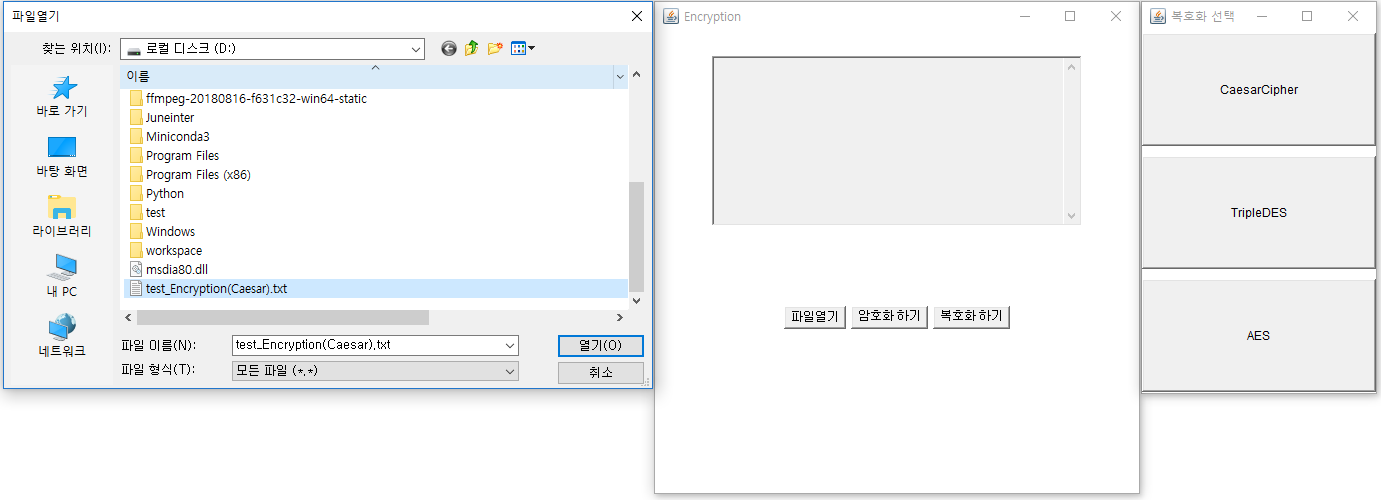 파일열기
찾는 위치(I):
로컬 디스크 (D:)
이름
ffmpeg-20180816-f631c32-win64-static
Juneinter
Miniconda3
Program Files
Program Files (x86)
Python
test
Windows
workspace
msdia80.dll
test_Encryption(Caesar).txt
바로 가기
바탕 화면
라이브러리
내 PC
네트워크
파일 이름(N):
test_Encryption(Caesar).txt
열기(O)
파일 형식(T):
모든 파일 (*.*)
취소
Encryption
파일열기
암호화 하기
복호화 하기
복호화 선택
CaesarCipher
TripleDES
AES